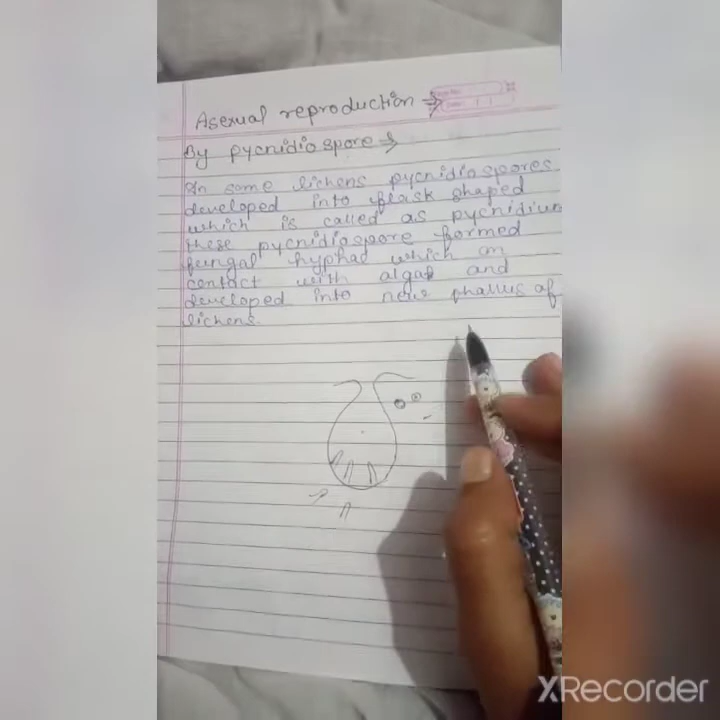 Asexual reproduction →
By pycnidiospore →
In some lichens pycnidiospores
developed into flask shaped
which is called as pycnidium
these pycnidiospore formed
fungal hyphae which on
contact with algae and
developed into new phallus of
lichens.
XRecorder